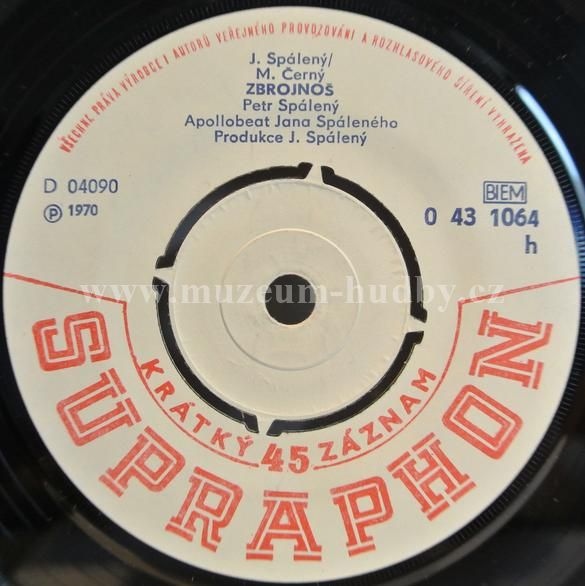 VŠECHNA PRÁVA VÝROBCE I AUTORŮ VEŘEJNÉHO PROVOZOVÁNÍ A ROZHLASOVÉHO ŠÍŘENÍ VYHRAŽENA
J. Spálený/
M. Černý
ZBROJNOŠ
Petr Spálený
Apollobeat Jana Spáleného
Produkce J. Spálený
D 04090
Ⓟ 1970
BIEM
0 43 1064
h
www.muzeum-hudby.cz
KRÁTKÝ 45 ZÁZNAM
SUPRAPHON